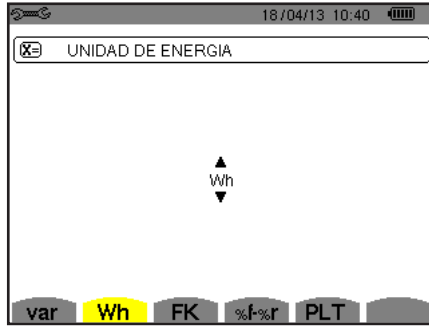 18/04/13 10:40
X= UNIDAD DE ENERGIA
Wh
var Wh FK %f-%r PLT